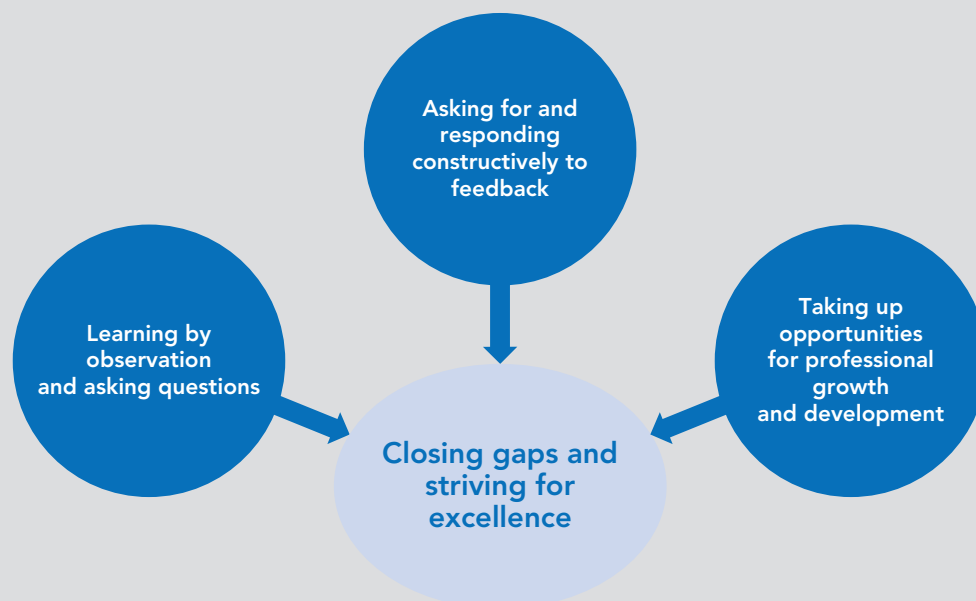 Asking for and
responding
constructively to
feedback
Learning by
observation
and asking questions
Taking up
opportunities
for professional
growth
and development
Closing gaps and
striving for
excellence